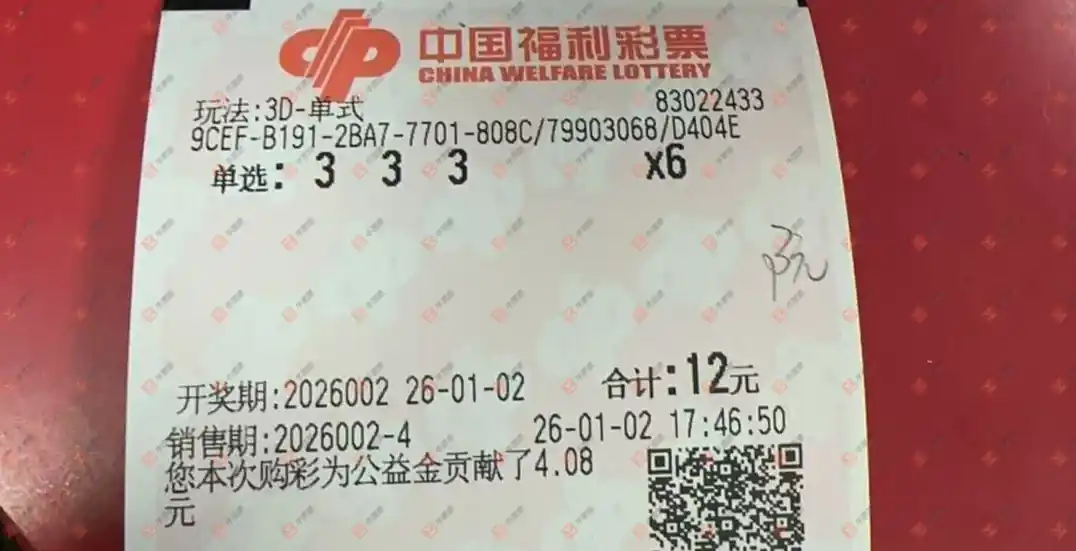 中国福利彩票
CHINA WELFARE LOTTERY
玩法:3D-单式 83022433
9CEF-B191-2BA7-7701-808C/79903068/D404E
单选: 3 3 3 x6
开奖期:2026002 26-01-02 合计:12元
销售期:2026002-4 26-01-02 17:46:50
您本次购彩为公益金贡献了4.08
元